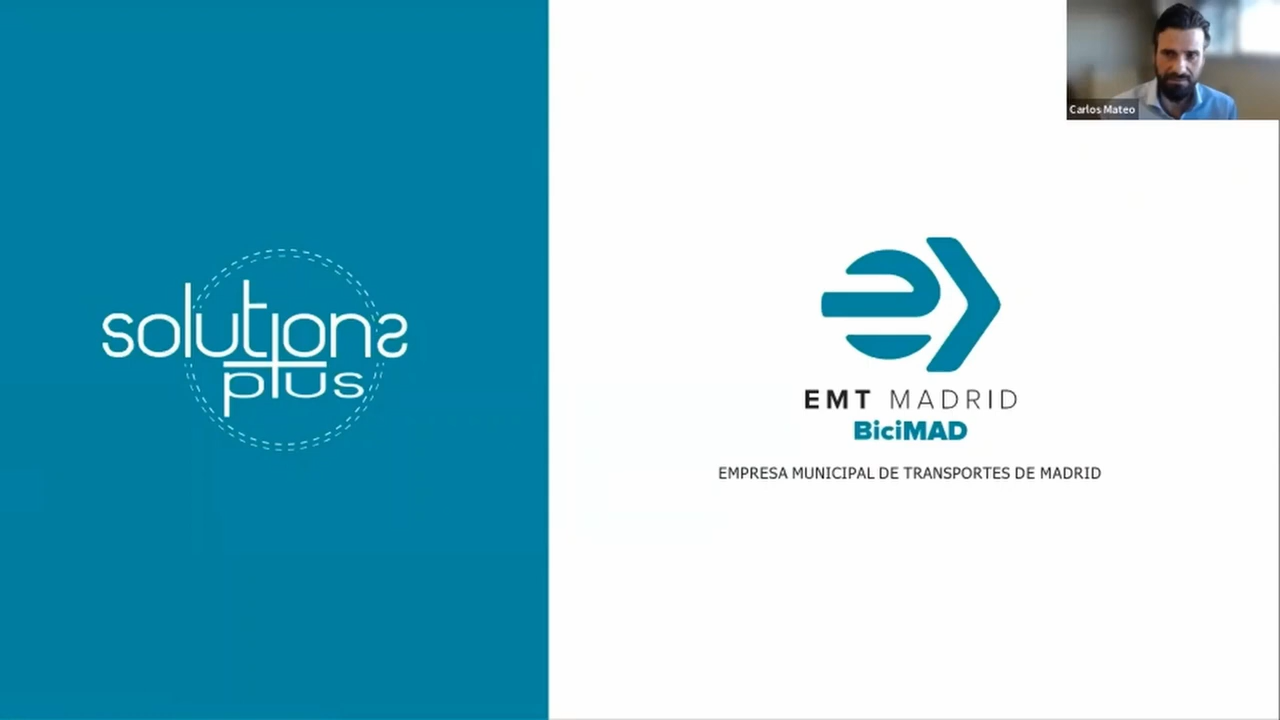 solutions
plus
EMT MADRID
BiciMAD
EMPRESA MUNICIPAL DE TRANSPORTES DE MADRID
Carlos Mateo